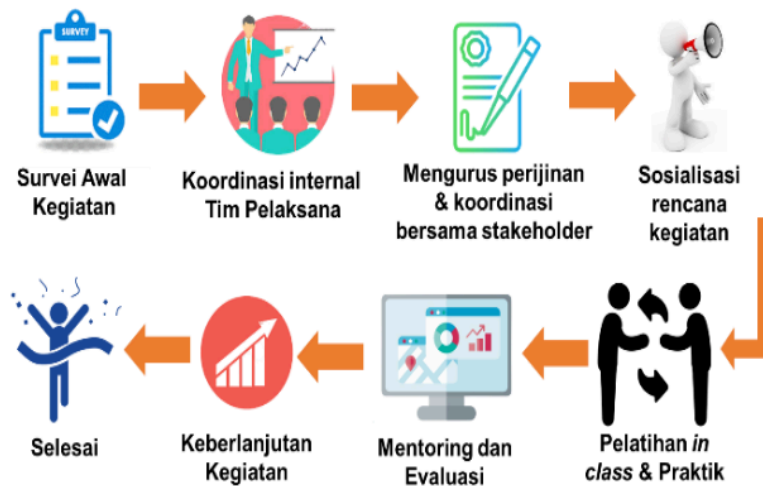 SURVEY
Survei Awal
Kegiatan
Koordinasi internal
Tim Pelaksana
Mengurus perijinan
& koordinasi
bersama stakeholder
Sosialisasi
rencana
kegiatan
Pelatihan in
class & Praktik
Mentoring dan
Evaluasi
Keberlanjutan
Kegiatan
Selesai